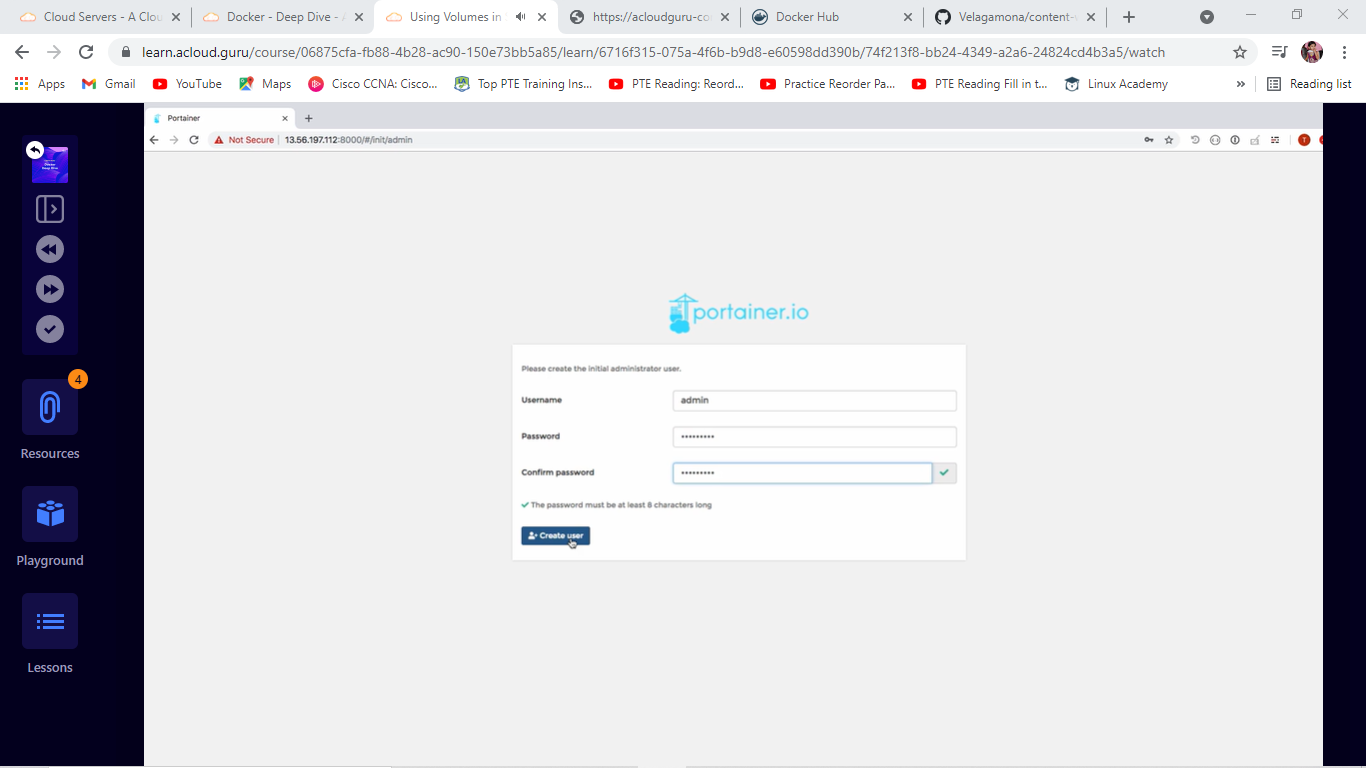 Cloud Servers - A Clou
Docker - Deep Dive - A
Using Volumes in
https://acloudguru-co
Docker Hub
Velagamona/content-
learn.acloud.guru/course/06875cfa-fb88-4b28-ac90-150e73bb5a85/learn/6716f315-075a-4f6b-b9d8-e60598dd390b/74f213f8-bb24-4349-a2a6-24824cd4b3a5/watch
Apps
Gmail
YouTube
Maps
Cisco CCNA: Cisco...
Top PTE Training Ins...
PTE Reading: Reord...
Practice Reorder Pa...
PTE Reading Fill in t...
Linux Academy
»
Reading list
Portainer
Not Secure
13.56.197.112:8000/#/init/admin
T
Docker
Deep Dive
4
Resources
Playground
Lessons
portainer.io
Please create the initial administrator user.
Username
admin
Password
•••••••••
Confirm password
•••••••••
The password must be at least 8 characters long
Create user